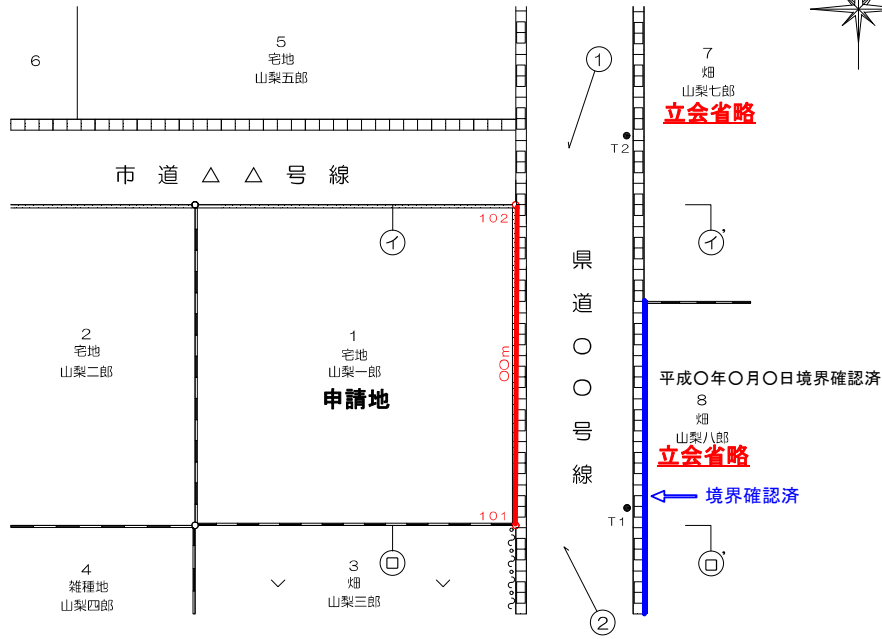 5
宅地
山梨五郎
6
①
7
畑
山梨七郎
立会省略
T2
市道△△号線
102
イ
イ'
県道〇〇号線
2
宅地
山梨二郎
1
宅地
山梨一郎
申請地
〇〇m
平成〇年〇月〇日境界確認済
8
畑
山梨八郎
立会省略
境界確認済
101
T1
4
雑種地
山梨四郎
3
畑
山梨三郎
ロ
ロ'
②